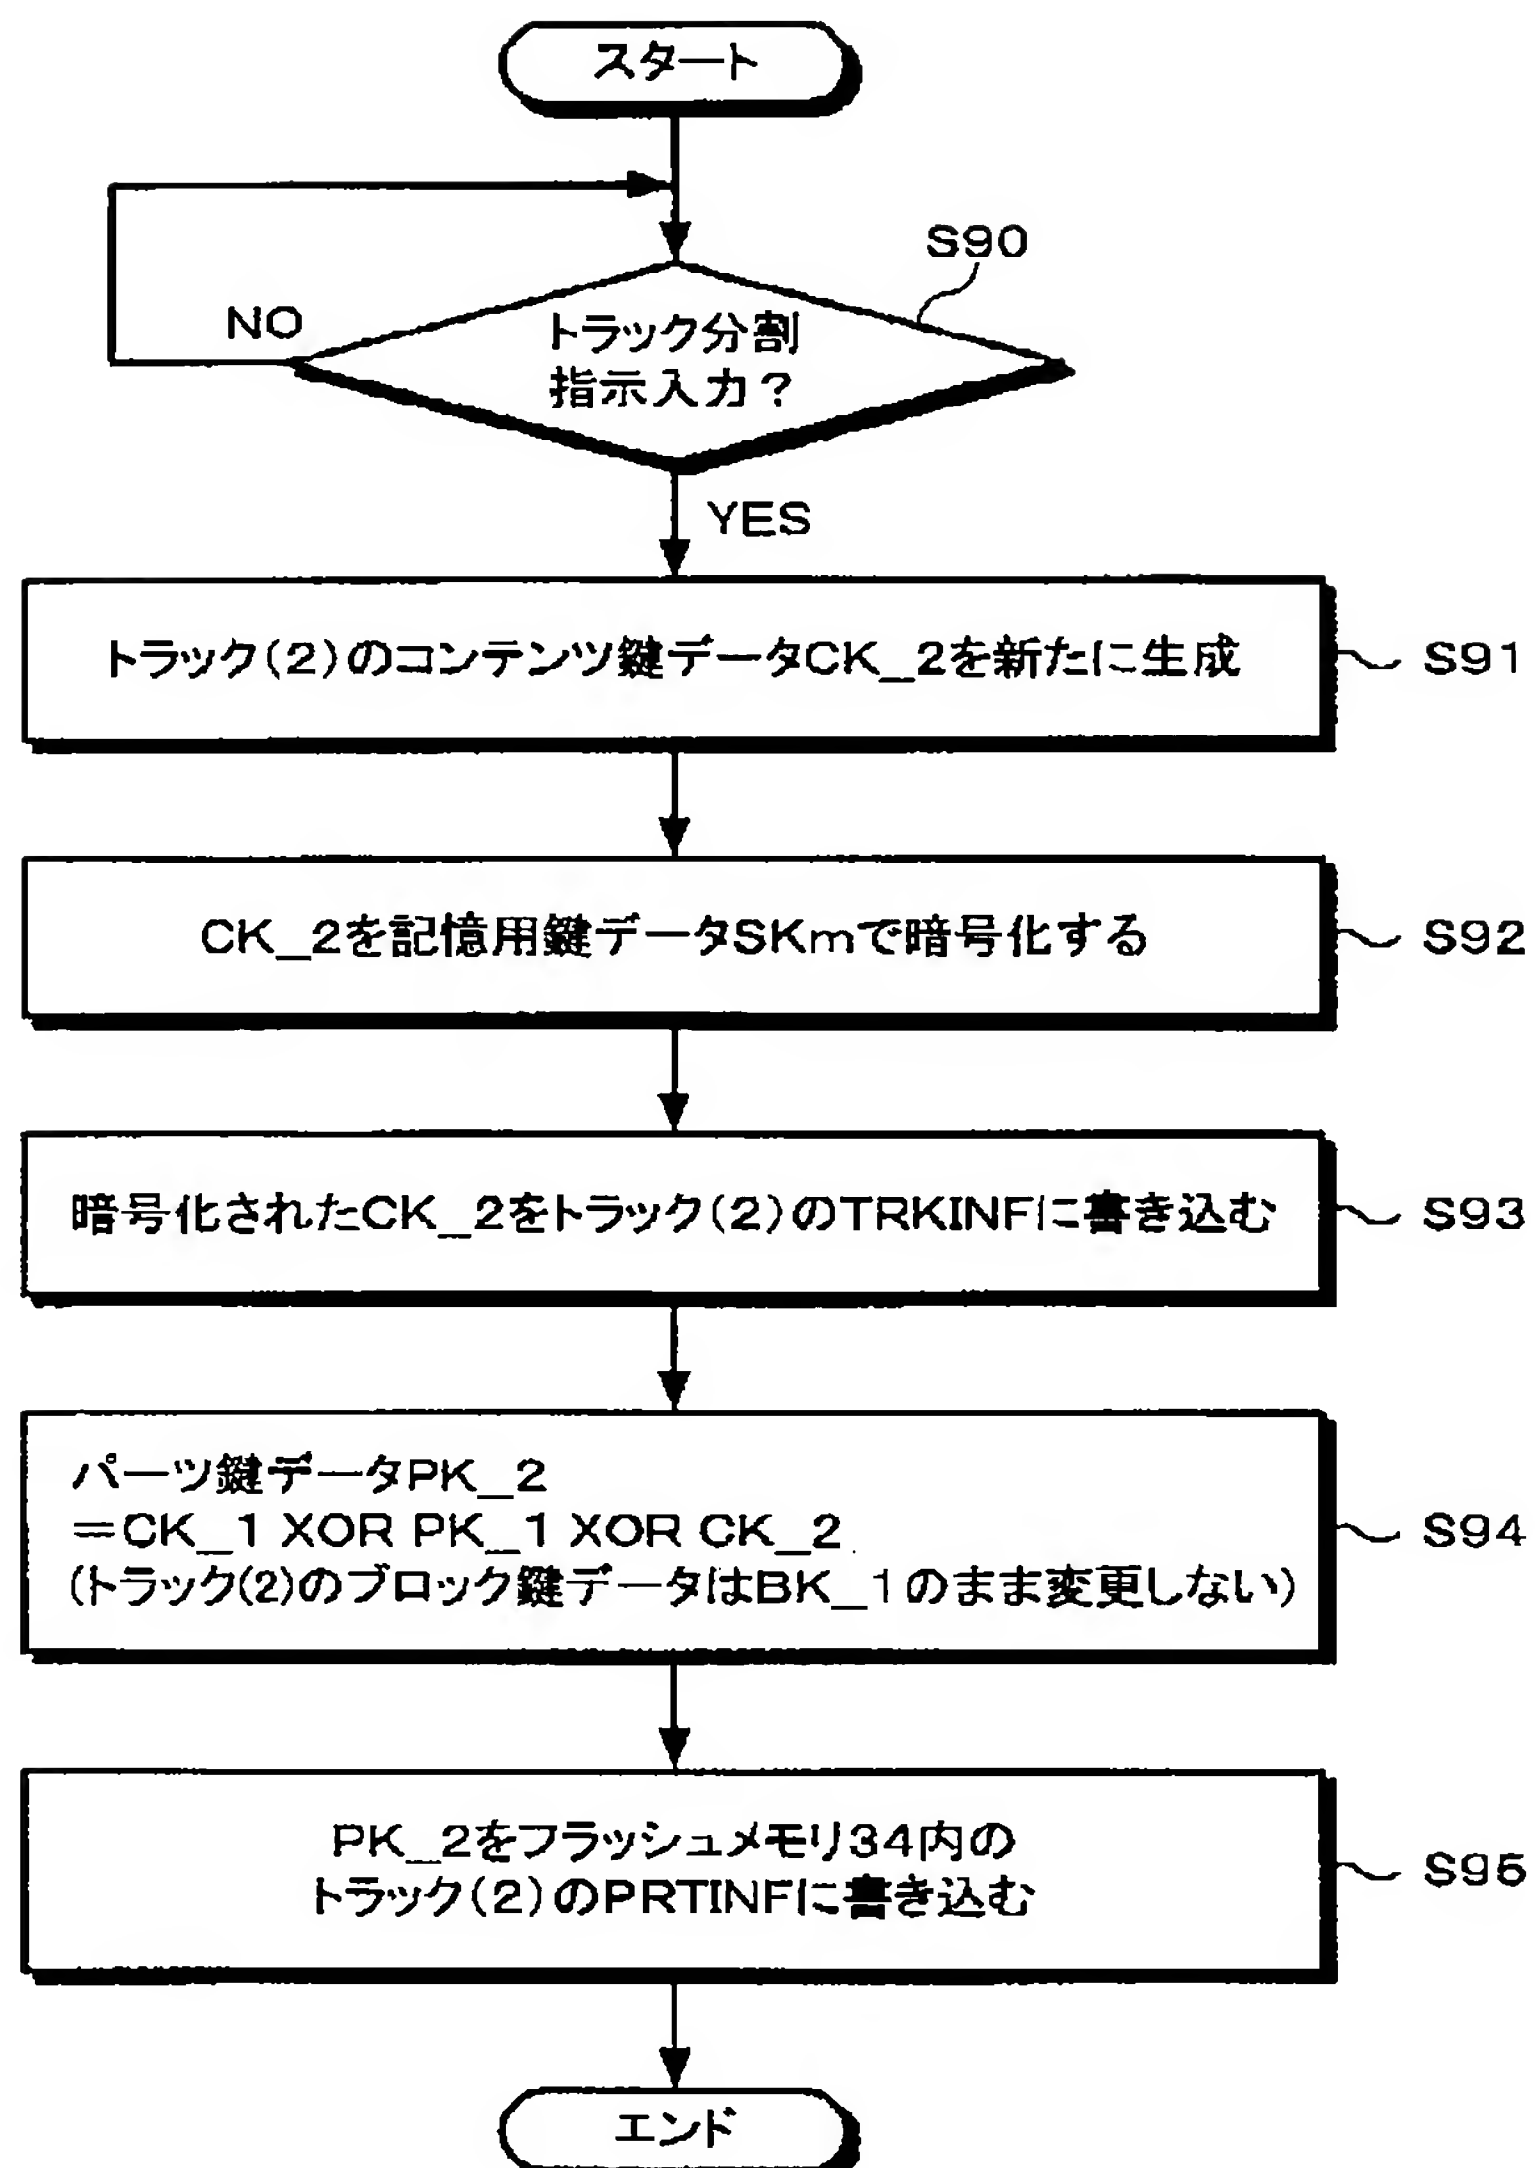 スタート
S90
NO
トラック分割
指示入力？
YES
トラック(2)のコンテンツ鍵データCK_2を新たに生成
S91
CK_2を記憶用鍵データSKmで暗号化する
S92
暗号化されたCK_2をトラック(2)のTRKINFに書き込む
S93
パーツ鍵データPK_2
=CK_1 XOR PK_1 XOR CK_2
(トラック(2)のブロック鍵データはBK_1のまま変更しない)
S94
PK_2をフラッシュメモリ34内の
トラック(2)のPRTINFに書き込む
S95
エンド